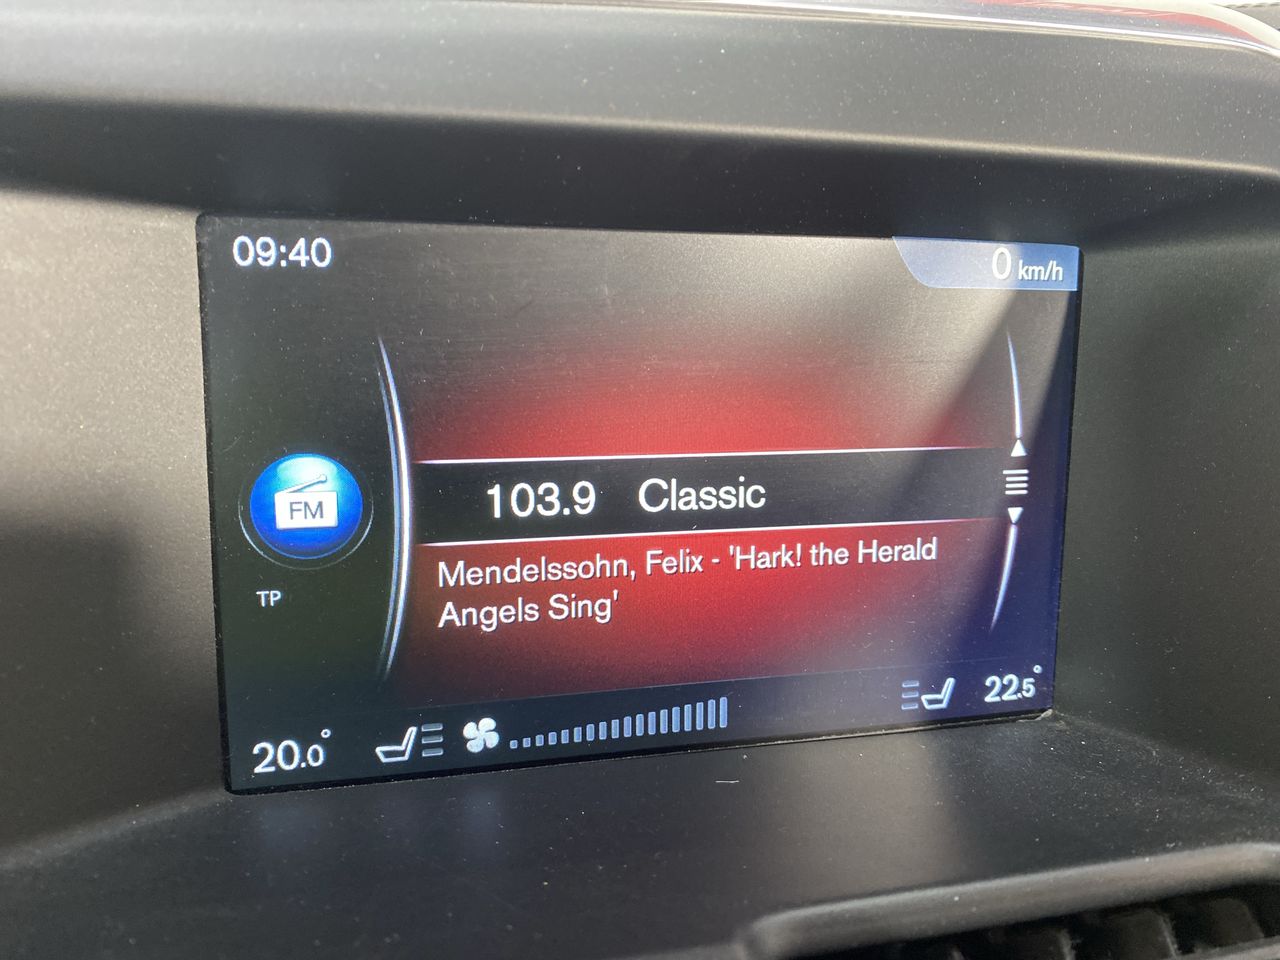 09:40
0 km/h
FM
103.9 Classic
TP
Mendelssohn, Felix - 'Hark! the Herald
Angels Sing'
20.0°
22.5°